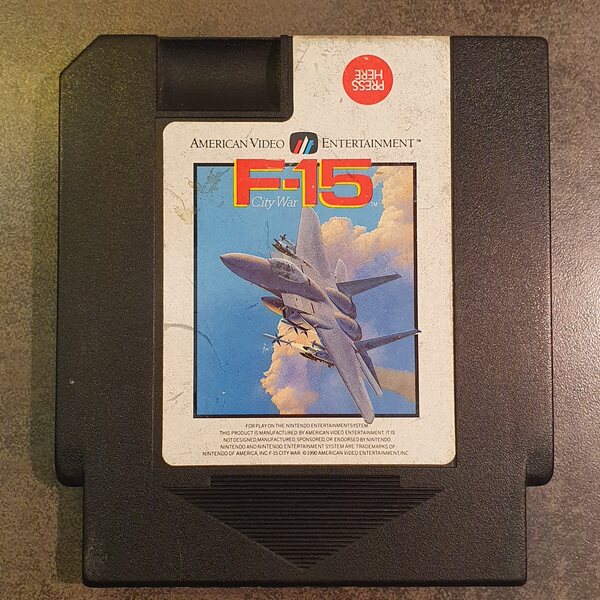 PRESS
HERE
AMERICAN VIDEO ENTERTAINMENT™
F-15
City War ™
FOR PLAY ON THE NINTENDO ENTERTAINMENT SYSTEM.
THIS PRODUCT IS MANUFACTURED BY AMERICAN VIDEO ENTERTAINMENT. IT IS
NOT DESIGNED, MANUFACTURED, SPONSORED, OR ENDORSED BY NINTENDO.
NINTENDO AND NINTENDO ENTERTAINMENT SYSTEM ARE TRADEMARKS OF
NINTENDO OF AMERICA, INC. F-15 CITY WAR © 1990 AMERICAN VIDEO ENTERTAINMENT, INC.